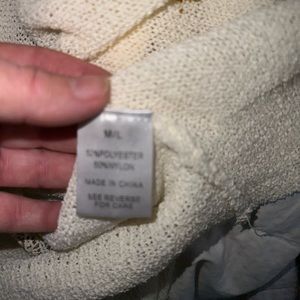 M/L
POLYESTER
NYLON
MADE IN CHINA
SEE REVERSE
FOR CARE